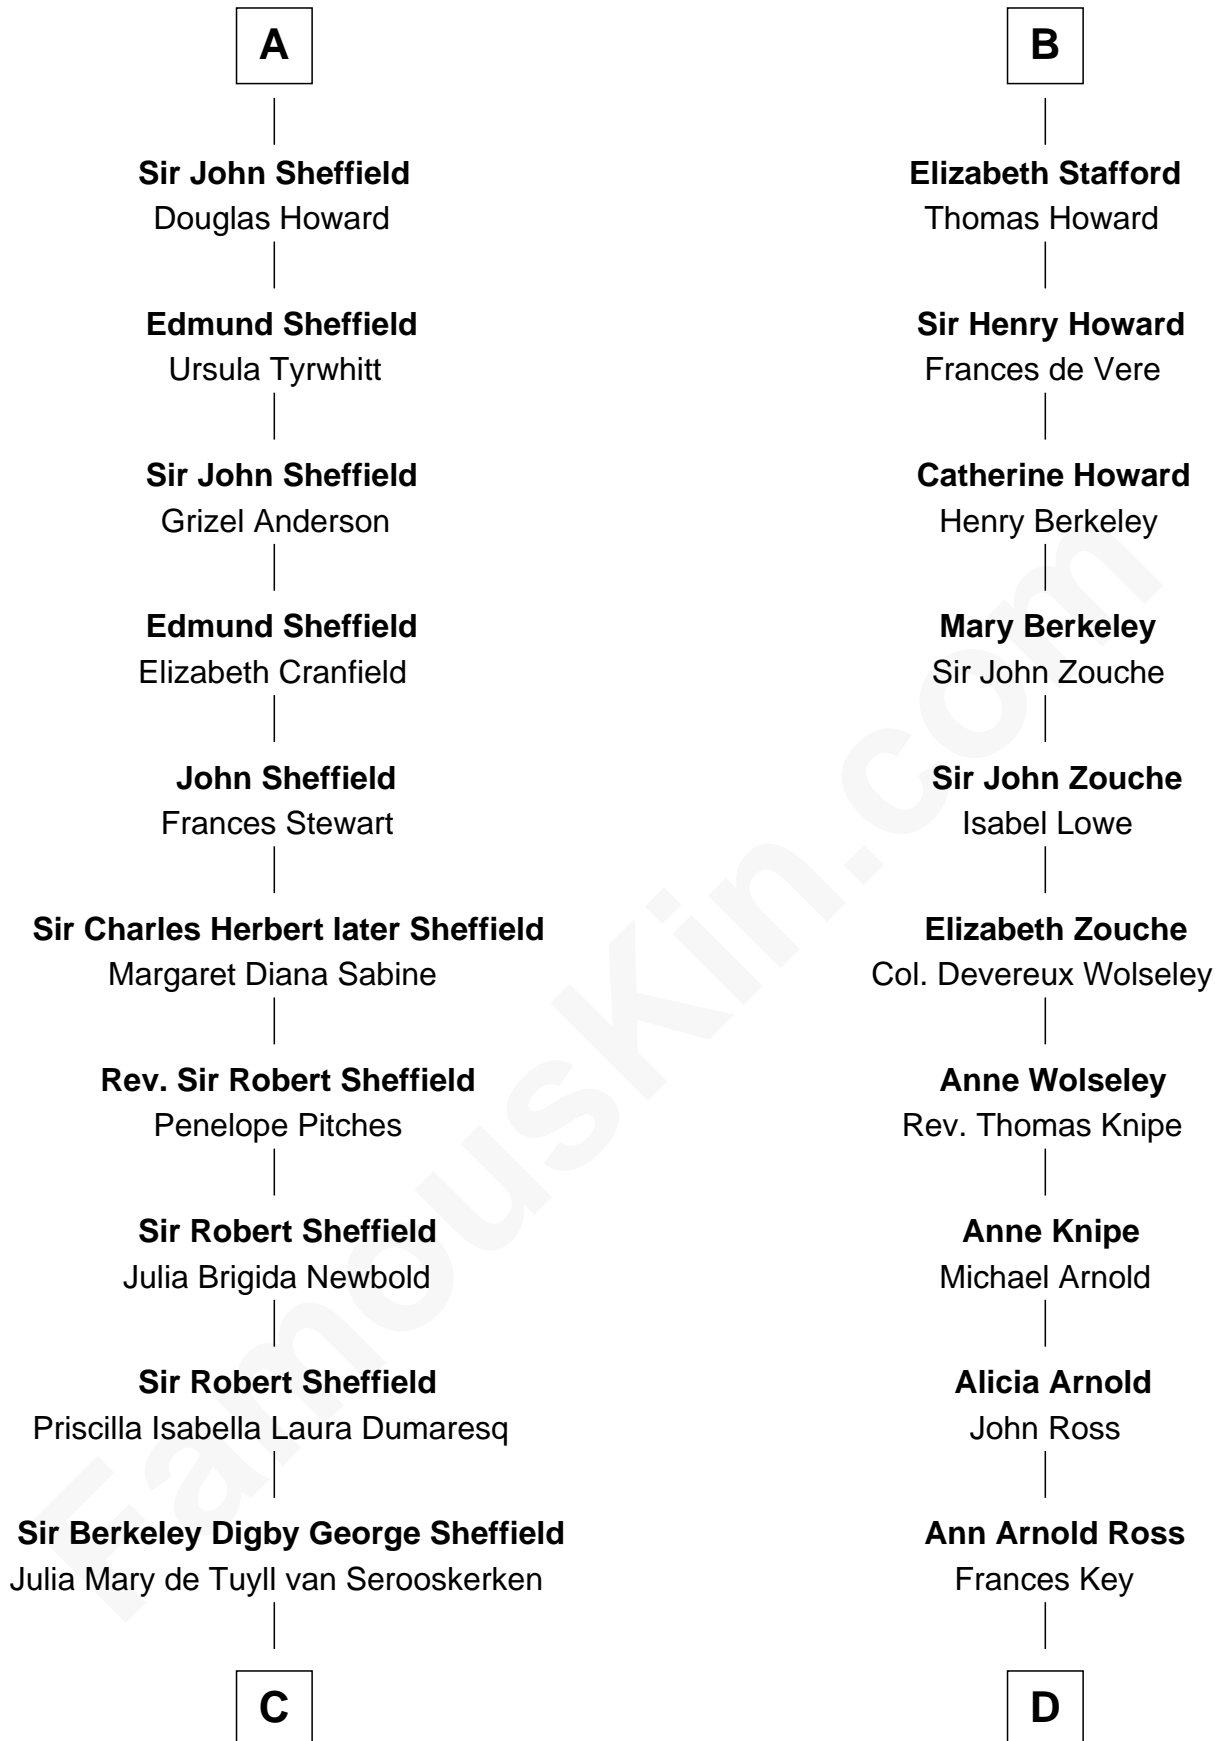 A
Sir John Sheffield
Douglas Howard
Edmund Sheffield
Ursula Tyrwhitt
Sir John Sheffield
Grizel Anderson
Edmund Sheffield
Elizabeth Cranfield
John Sheffield
Frances Stewart
Sir Charles Herbert later Sheffield
Margaret Diana Sabine
Rev. Sir Robert Sheffield
Penelope Pitches
Sir Robert Sheffield
Julia Brigida Newbold
Sir Robert Sheffield
Priscilla Isabella Laura Dumaresq
Sir Berkeley Digby George Sheffield
Julia Mary de Tuyll van Serooskerken
C
B
Elizabeth Stafford
Thomas Howard
Sir Henry Howard
Frances de Vere
Catherine Howard
Henry Berkeley
Mary Berkeley
Sir John Zouche
Sir John Zouche
Isabel Lowe
Elizabeth Zouche
Col. Devereux Wolseley
Anne Wolseley
Rev. Thomas Knipe
Anne Knipe
Michael Arnold
Alicia Arnold
John Ross
Ann Arnold Ross
Frances Key
D
FamousKin.com